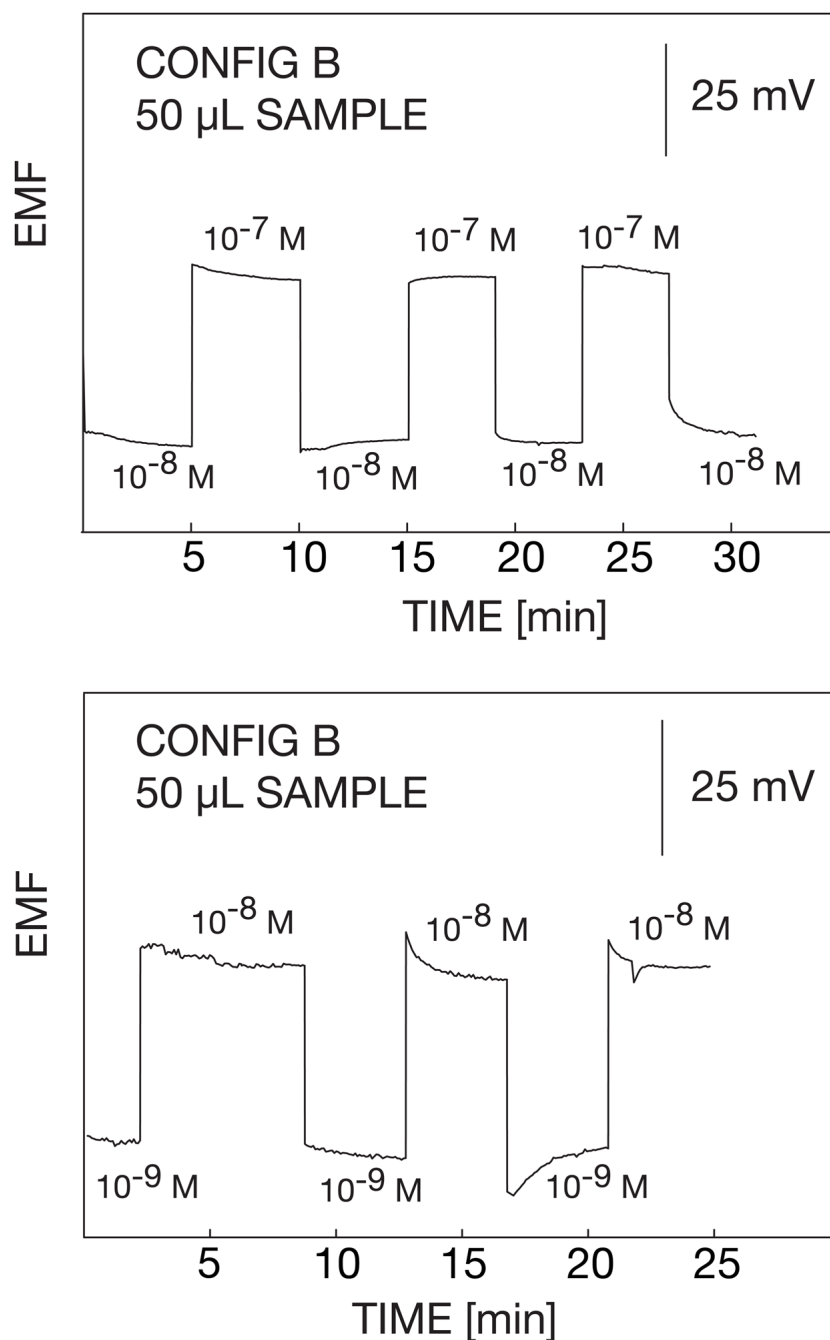 CONFIG B
50 µL SAMPLE
25 mV
EMF
10⁻⁷ M
10⁻⁷ M
10⁻⁷ M
10⁻⁸ M
10⁻⁸ M
10⁻⁸ M
10⁻⁸ M
5 10 15 20 25 30
TIME [min]
CONFIG B
50 µL SAMPLE
25 mV
EMF
10⁻⁸ M
10⁻⁸ M
10⁻⁸ M
10⁻⁹ M
10⁻⁹ M
10⁻⁹ M
5 10 15 20 25
TIME [min]